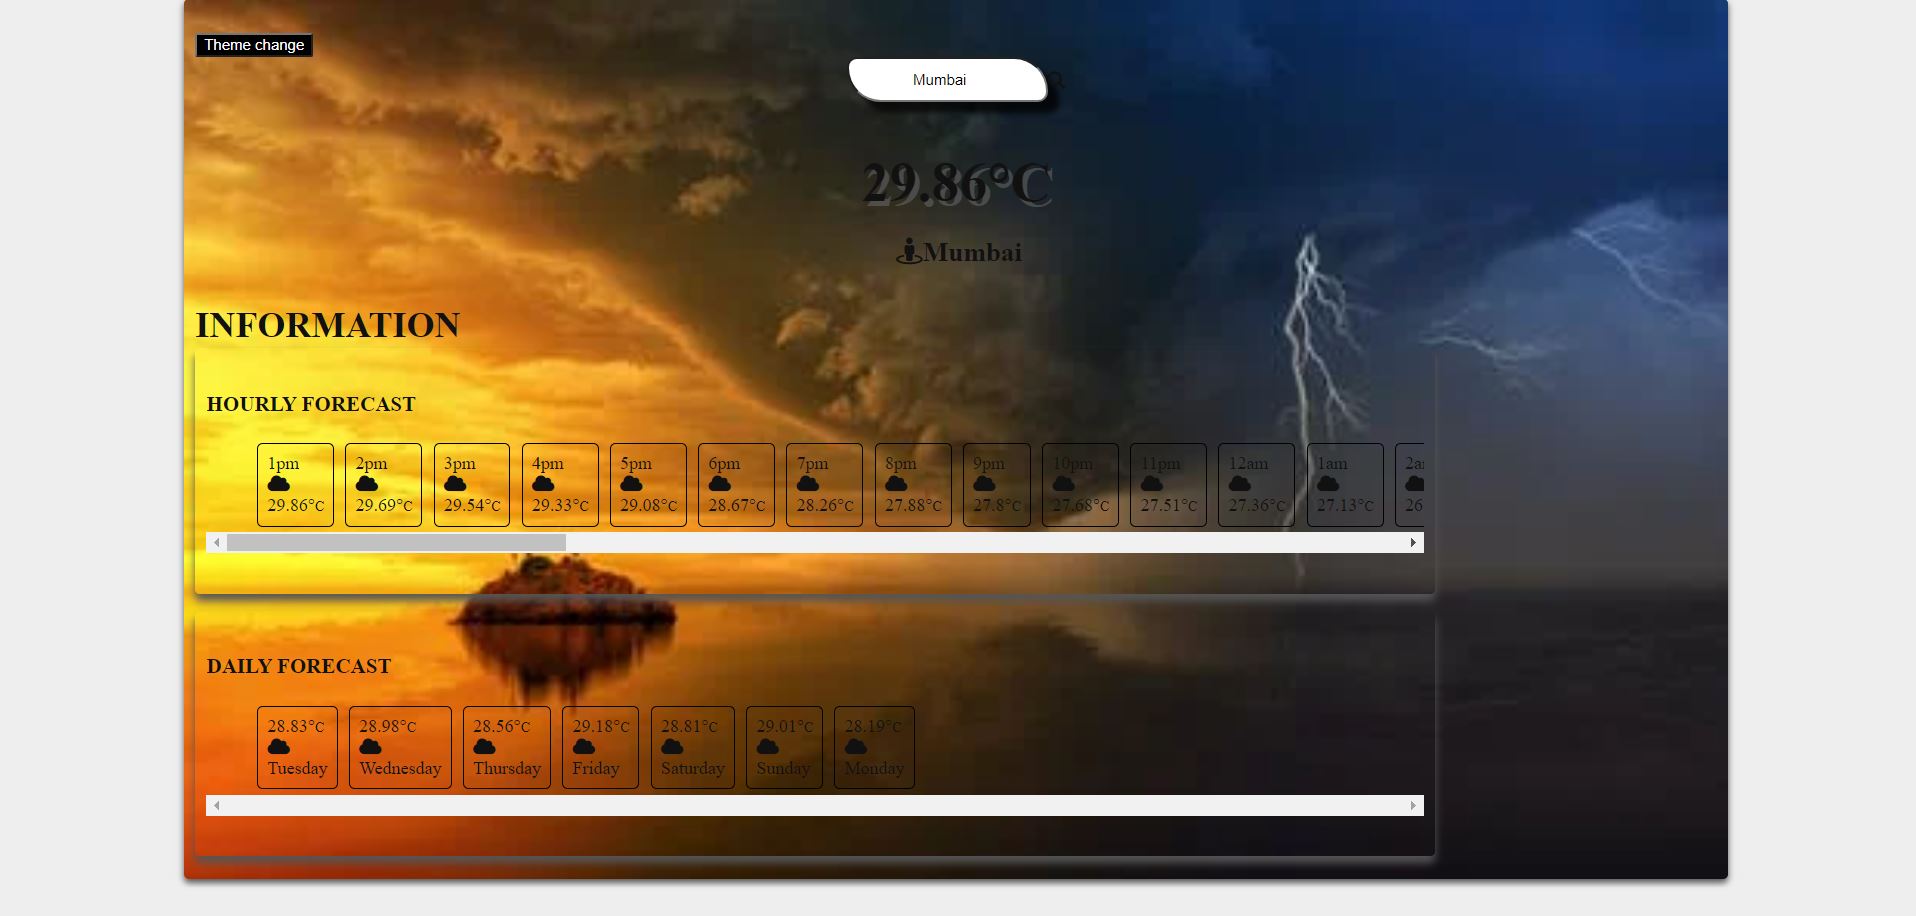 Theme change
Mumbai
29.86°C
Mumbai
INFORMATION
HOURLY FORECAST
1pm 2pm 3pm 4pm 5pm 6pm 7pm 8pm 9pm 10pm 11pm 12am 1am
29.86°C 29.69°C 29.54°C 29.33°C 29.08°C 28.67°C 28.26°C 27.88°C 27.8°C 27.68°C 27.51°C 27.36°C 27.13°C 26
DAILY FORECAST
28.83°C 28.98°C 28.56°C 29.18°C 28.81°C 29.01°C 28.19°C
Tuesday Wednesday Thursday Friday Saturday Sunday Monday